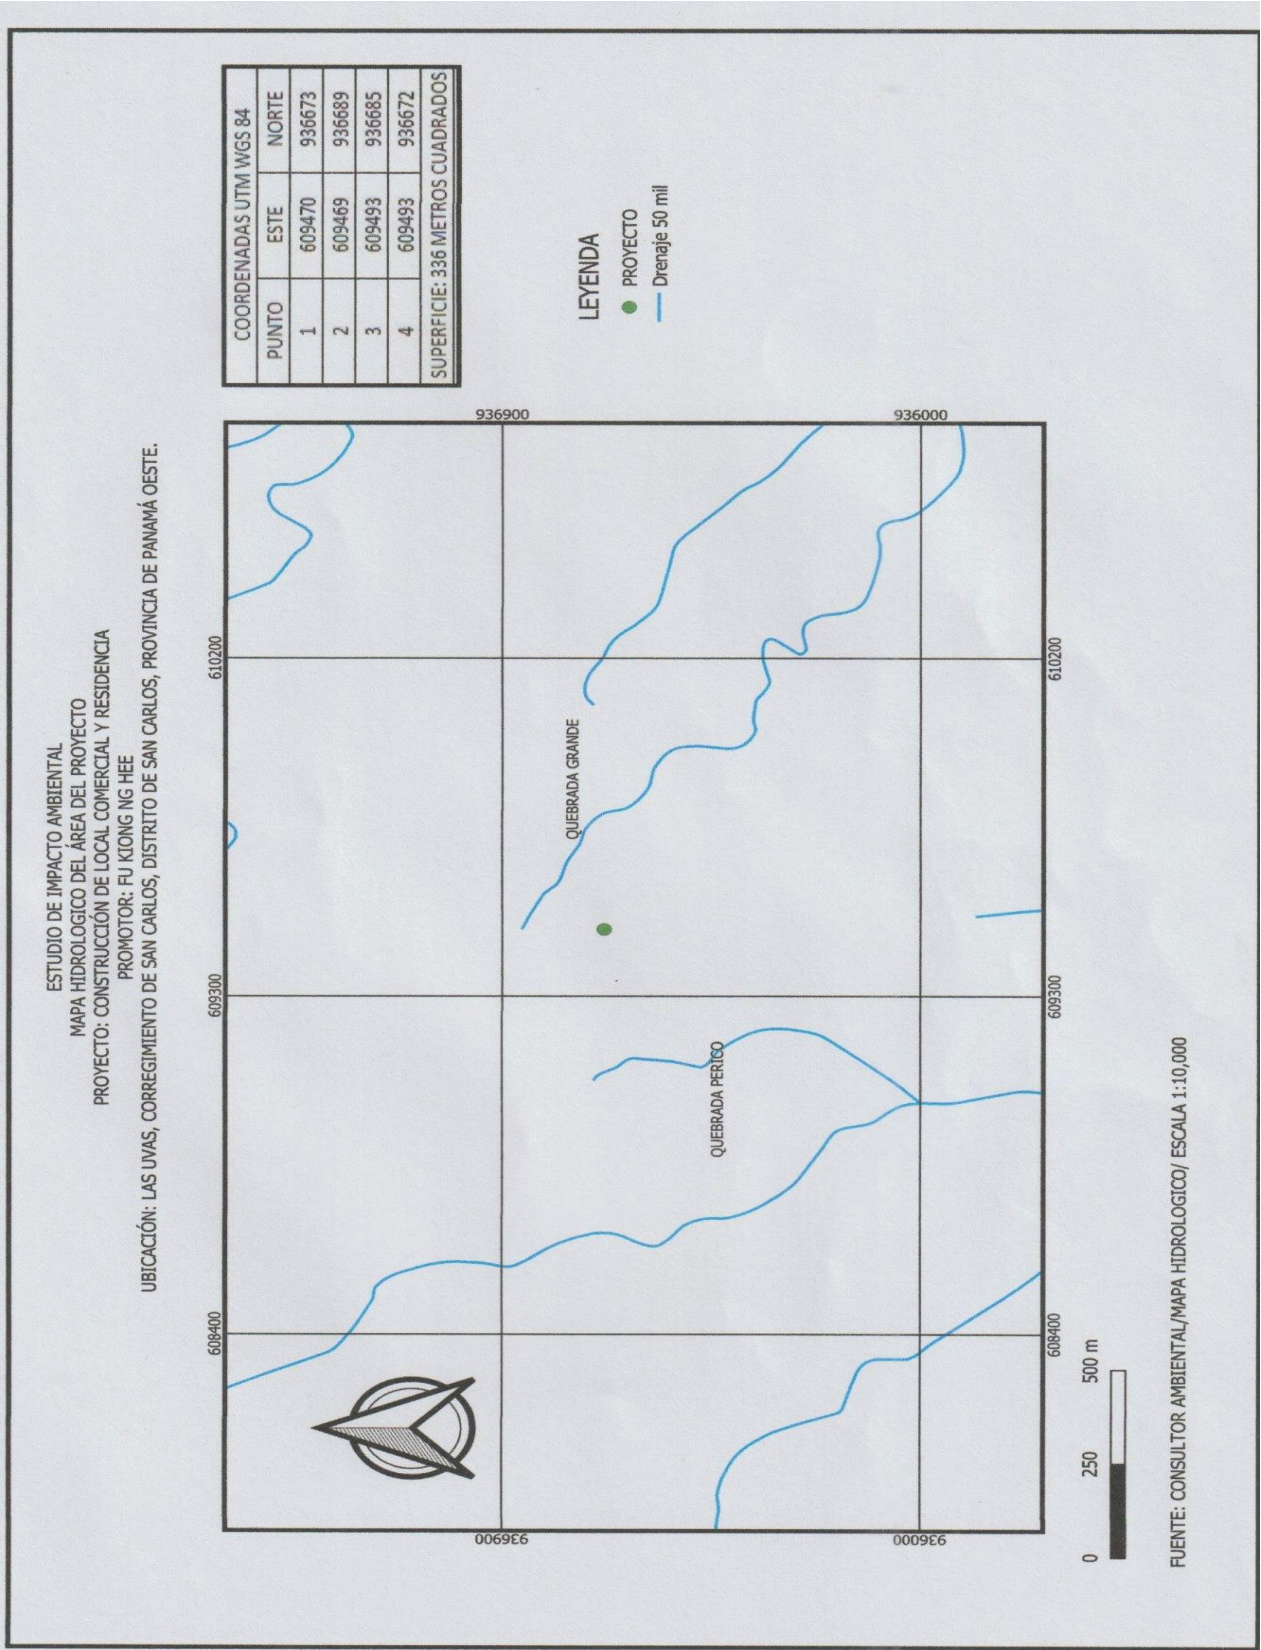 ESTUDIO DE IMPACTO AMBIENTAL
MAPA HIDROLOGICO DEL ÁREA DEL PROYECTO
PROYECTO: CONSTRUCCIÓN DE LOCAL COMERCIAL Y RESIDENCIA
PROMOTOR: FU KIONG NG HEE
UBICACIÓN: LAS UVAS, CORREGIMIENTO DE SAN CARLOS, DISTRITO DE SAN CARLOS, PROVINCIA DE PANAMÁ OESTE.
608400 609300 610200
936900 936900
QUEBRADA GRANDE
QUEBRADA PERICO
936000 936000
608400 609300 610200
COORDENADAS UTM WGS 84
PUNTO ESTE NORTE
1 609470 936673
2 609469 936689
3 609493 936685
4 609493 936672
SUPERFICIE: 336 METROS CUADRADOS
LEYENDA
PROYECTO
Drenaje 50 mil
0 250 500 m
FUENTE: CONSULTOR AMBIENTAL/MAPA HIDROLOGICO/ ESCALA 1:10,000